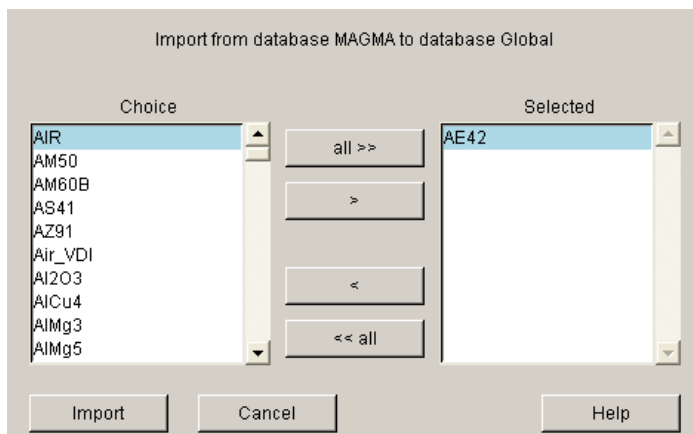 Import from database MAGMA to database Global
Choice
Selected
AIR
AM50
AM60B
AS41
AZ91
Air_VDI
Al2O3
AlCu4
AlMg3
AlMg5
all >>
>
<
<< all
AE42
Import
Cancel
Help